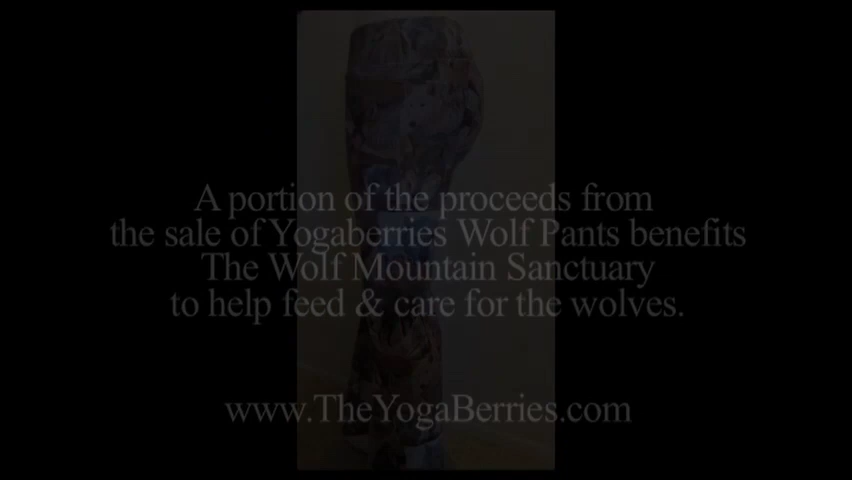 A portion of the proceeds from
the sale of Yogaberries Wolf Pants benefits
The Wolf Mountain Sanctuary
to help feed & care for the wolves.
www.TheYogaBerries.com